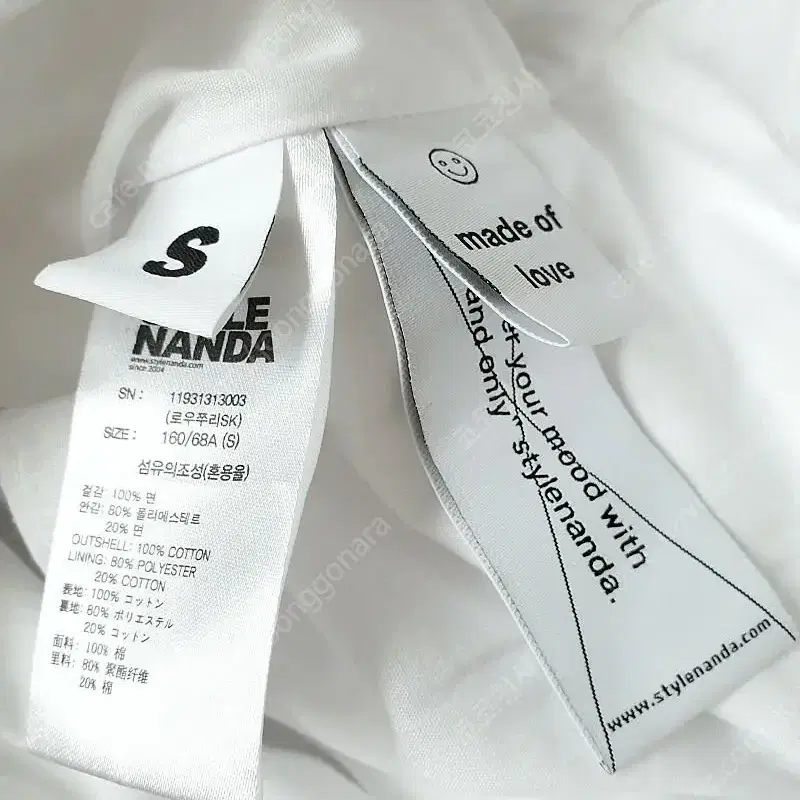 S
LE
NANDA
www.stylenanda.com
since 2004
SN : 11931313003
(로우쭈리SK)
SIZE : 160/68A (S)
섬유의조성(혼용율)
겉감: 100% 면
안감: 80% 폴리에스테르
20% 면
OUTSHELL: 100% COTTON
LINING: 80% POLYESTER
20% COTTON
表地: 100% コットン
裏地: 80% ポリエステル
20% コットン
面料: 100% 棉
里料: 80% 聚酯纤维
20% 棉
made of
love
your mood with
and only " stylenanda.
www.stylenanda.com